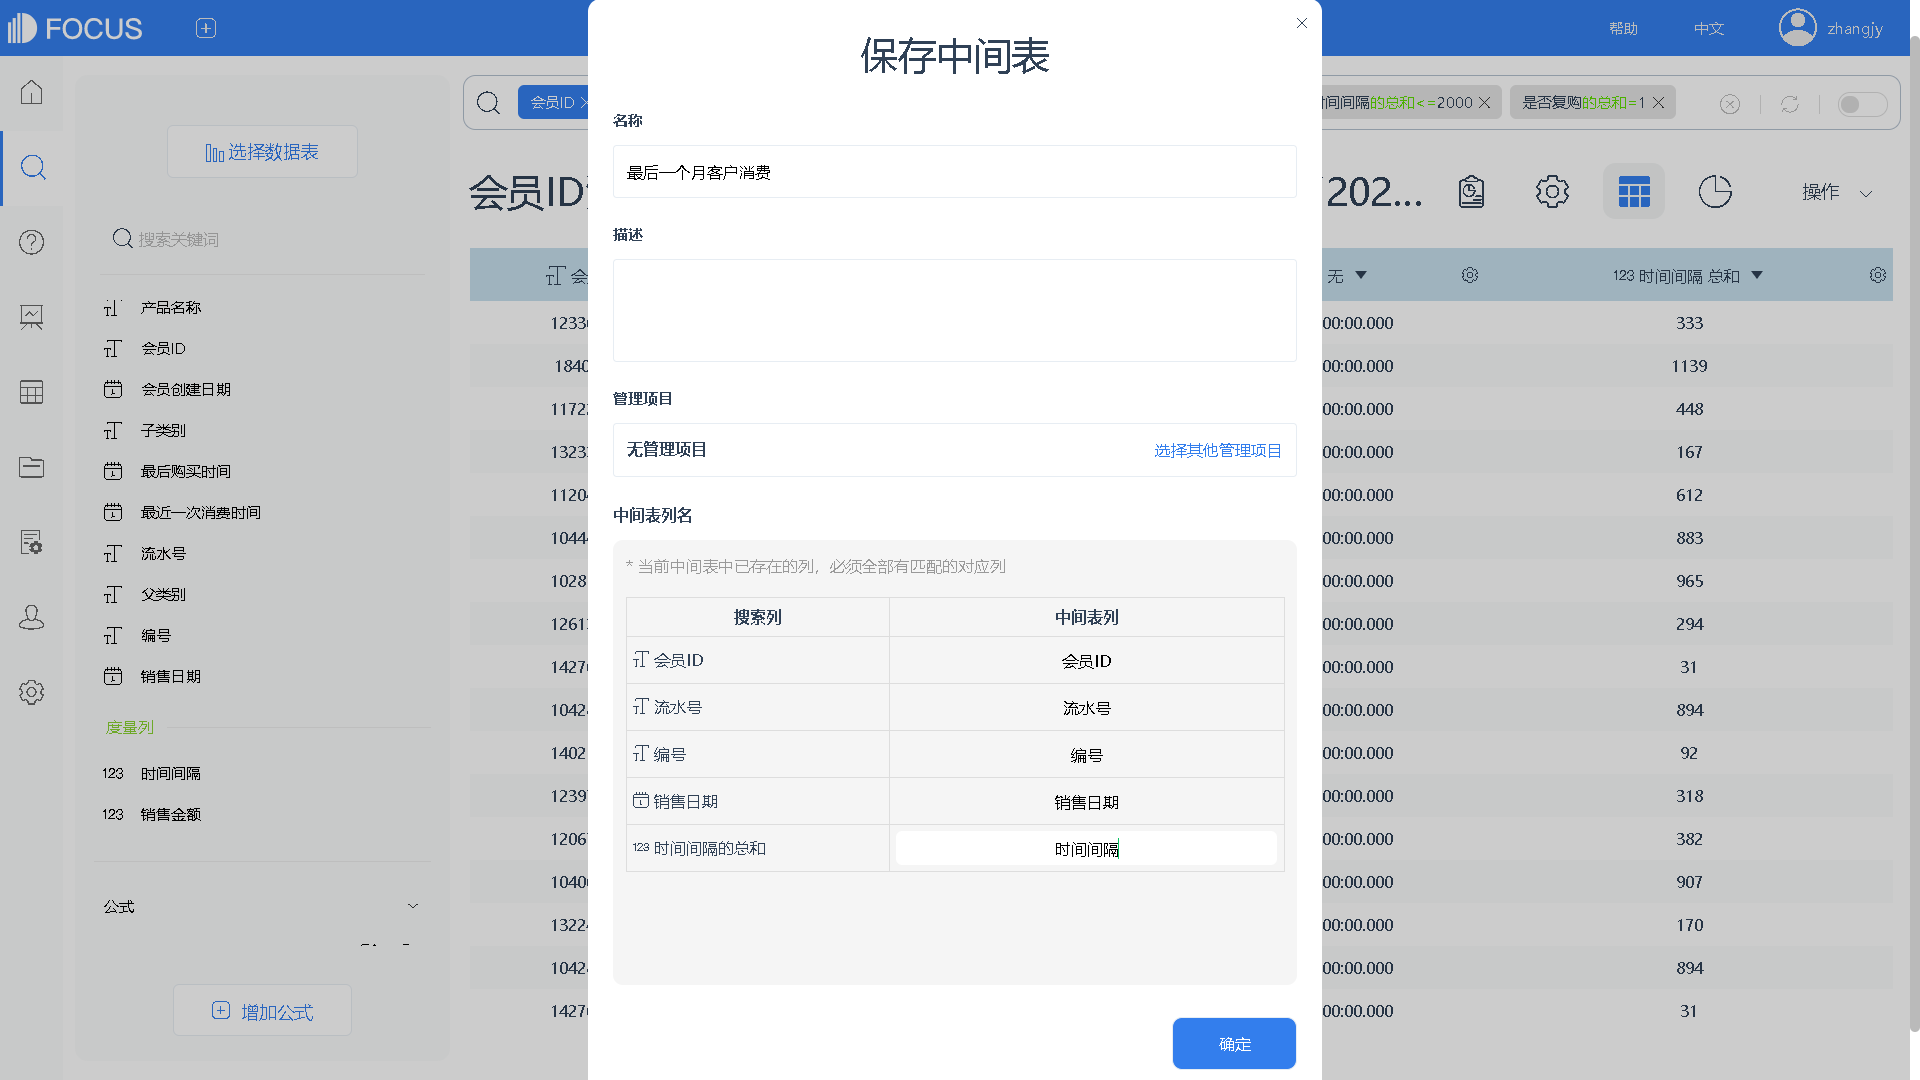 FOCUS
帮助
中文
zhangjy
选择数据表
搜索关键词
产品名称
会员ID
会员创建日期
子类别
最后购买时间
最近一次消费时间
流水号
父类别
编号
销售日期
度量列
123 时间间隔
123 销售金额
公式
增加公式
会员ID
时间间隔的总和<=2000
是否复购的总和=1
会员ID
202...
操作
会
无
123 时间间隔 总和
1233
00:00.000
333
1840
00:00.000
1139
1172
00:00.000
448
1323
00:00.000
167
1120
00:00.000
612
1044
00:00.000
883
1028
00:00.000
965
1261
00:00.000
294
1427
00:00.000
31
1042
00:00.000
894
1402
00:00.000
92
1239
00:00.000
318
1206
00:00.000
382
1040
00:00.000
907
1322
00:00.000
170
1042
00:00.000
894
1427
00:00.000
31
保存中间表
名称
最后一个月客户消费
描述
管理项目
无管理项目
选择其他管理项目
中间表列名
* 当前中间表中已存在的列，必须全部有匹配的对应列
搜索列
中间表列
会员ID
会员ID
流水号
流水号
编号
编号
销售日期
销售日期
123 时间间隔的总和
时间间隔
确定